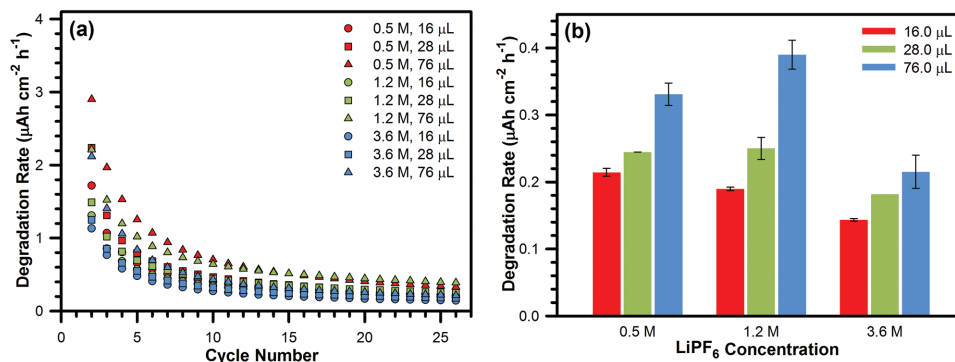 (a)
Degradation Rate (µAh cm⁻² h⁻¹)
4
3
2
1
0
0.5 M, 16 µL
0.5 M, 28 µL
0.5 M, 76 µL
1.2 M, 16 µL
1.2 M, 28 µL
1.2 M, 76 µL
3.6 M, 16 µL
3.6 M, 28 µL
3.6 M, 76 µL
0 5 10 15 20 25
Cycle Number
(b)
Degradation Rate (µAh cm⁻² h⁻¹)
0.4
0.2
0.0
16.0 µL
28.0 µL
76.0 µL
0.5 M 1.2 M 3.6 M
LiPF₆ Concentration